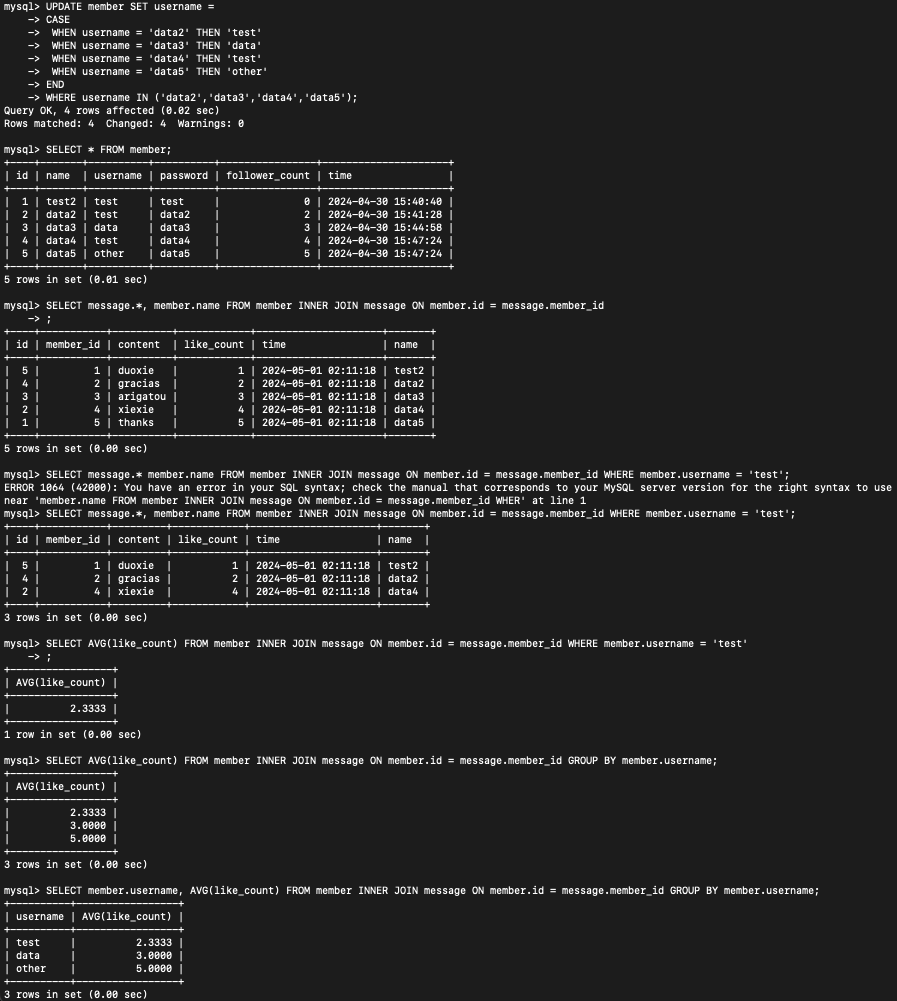 mysql> UPDATE member SET username =
    -> CASE
    ->  WHEN username = 'data2' THEN 'test'
    ->  WHEN username = 'data3' THEN 'data'
    ->  WHEN username = 'data4' THEN 'test'
    ->  WHEN username = 'data5' THEN 'other'
    -> END
    -> WHERE username IN ('data2','data3','data4','data5');
Query OK, 4 rows affected (0.02 sec)
Rows matched: 4  Changed: 4  Warnings: 0

mysql> SELECT * FROM member;
+----+-------+----------+----------+----------------+---------------------+
| id | name  | username | password | follower_count | time                |
+----+-------+----------+----------+----------------+---------------------+
|  1 | test2 | test     | test     |              0 | 2024-04-30 15:40:40 |
|  2 | data2 | test     | data2    |              2 | 2024-04-30 15:41:28 |
|  3 | data3 | data     | data3    |              3 | 2024-04-30 15:44:58 |
|  4 | data4 | test     | data4    |              4 | 2024-04-30 15:47:24 |
|  5 | data5 | other    | data5    |              5 | 2024-04-30 15:47:24 |
+----+-------+----------+----------+----------------+---------------------+
5 rows in set (0.01 sec)

mysql> SELECT message.*, member.name FROM member INNER JOIN message ON member.id = message.member_id
    -> ;
+----+-----------+----------+------------+---------------------+-------+
| id | member_id | content  | like_count | time                | name  |
+----+-----------+----------+------------+---------------------+-------+
|  5 |         1 | duoxie   |          1 | 2024-05-01 02:11:18 | test2 |
|  4 |         2 | gracias  |          2 | 2024-05-01 02:11:18 | data2 |
|  3 |         3 | arigatou |          3 | 2024-05-01 02:11:18 | data3 |
|  2 |         4 | xiexie   |          4 | 2024-05-01 02:11:18 | data4 |
|  1 |         5 | thanks   |          5 | 2024-05-01 02:11:18 | data5 |
+----+-----------+----------+------------+---------------------+-------+
5 rows in set (0.00 sec)

mysql> SELECT message.* member.name FROM member INNER JOIN message ON member.id = message.member_id WHERE member.username = 'test';
ERROR 1064 (42000): You have an error in your SQL syntax; check the manual that corresponds to your MySQL server version for the right syntax to use
near 'member.name FROM member INNER JOIN message ON member.id = message.member_id WHER' at line 1
mysql> SELECT message.*, member.name FROM member INNER JOIN message ON member.id = message.member_id WHERE member.username = 'test';
+----+-----------+---------+------------+---------------------+-------+
| id | member_id | content | like_count | time                | name  |
+----+-----------+---------+------------+---------------------+-------+
|  5 |         1 | duoxie  |          1 | 2024-05-01 02:11:18 | test2 |
|  4 |         2 | gracias |          2 | 2024-05-01 02:11:18 | data2 |
|  2 |         4 | xiexie  |          4 | 2024-05-01 02:11:18 | data4 |
+----+-----------+---------+------------+---------------------+-------+
3 rows in set (0.00 sec)

mysql> SELECT AVG(like_count) FROM member INNER JOIN message ON member.id = message.member_id WHERE member.username = 'test'
    -> ;
+-----------------+
| AVG(like_count) |
+-----------------+
|          2.3333 |
+-----------------+
1 row in set (0.00 sec)

mysql> SELECT AVG(like_count) FROM member INNER JOIN message ON member.id = message.member_id GROUP BY member.username;
+-----------------+
| AVG(like_count) |
+-----------------+
|          2.3333 |
|          3.0000 |
|          5.0000 |
+-----------------+
3 rows in set (0.00 sec)

mysql> SELECT member.username, AVG(like_count) FROM member INNER JOIN message ON member.id = message.member_id GROUP BY member.username;
+----------+-----------------+
| username | AVG(like_count) |
+----------+-----------------+
| test     |          2.3333 |
| data     |          3.0000 |
| other    |          5.0000 |
+----------+-----------------+
3 rows in set (0.00 sec)